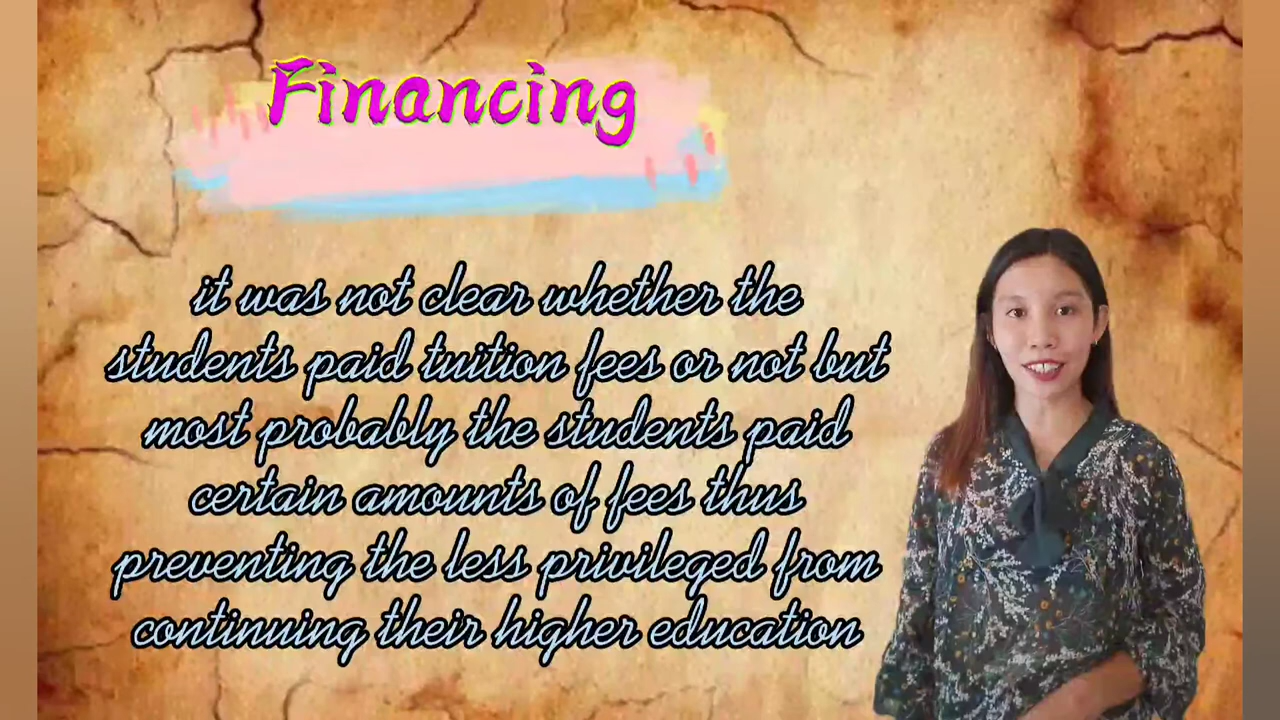 Financing
it was not clear whether the
students paid tuition fees or not but
most probably the students paid
certain amounts of fees thus
preventing the less privileged from
continuing their higher education